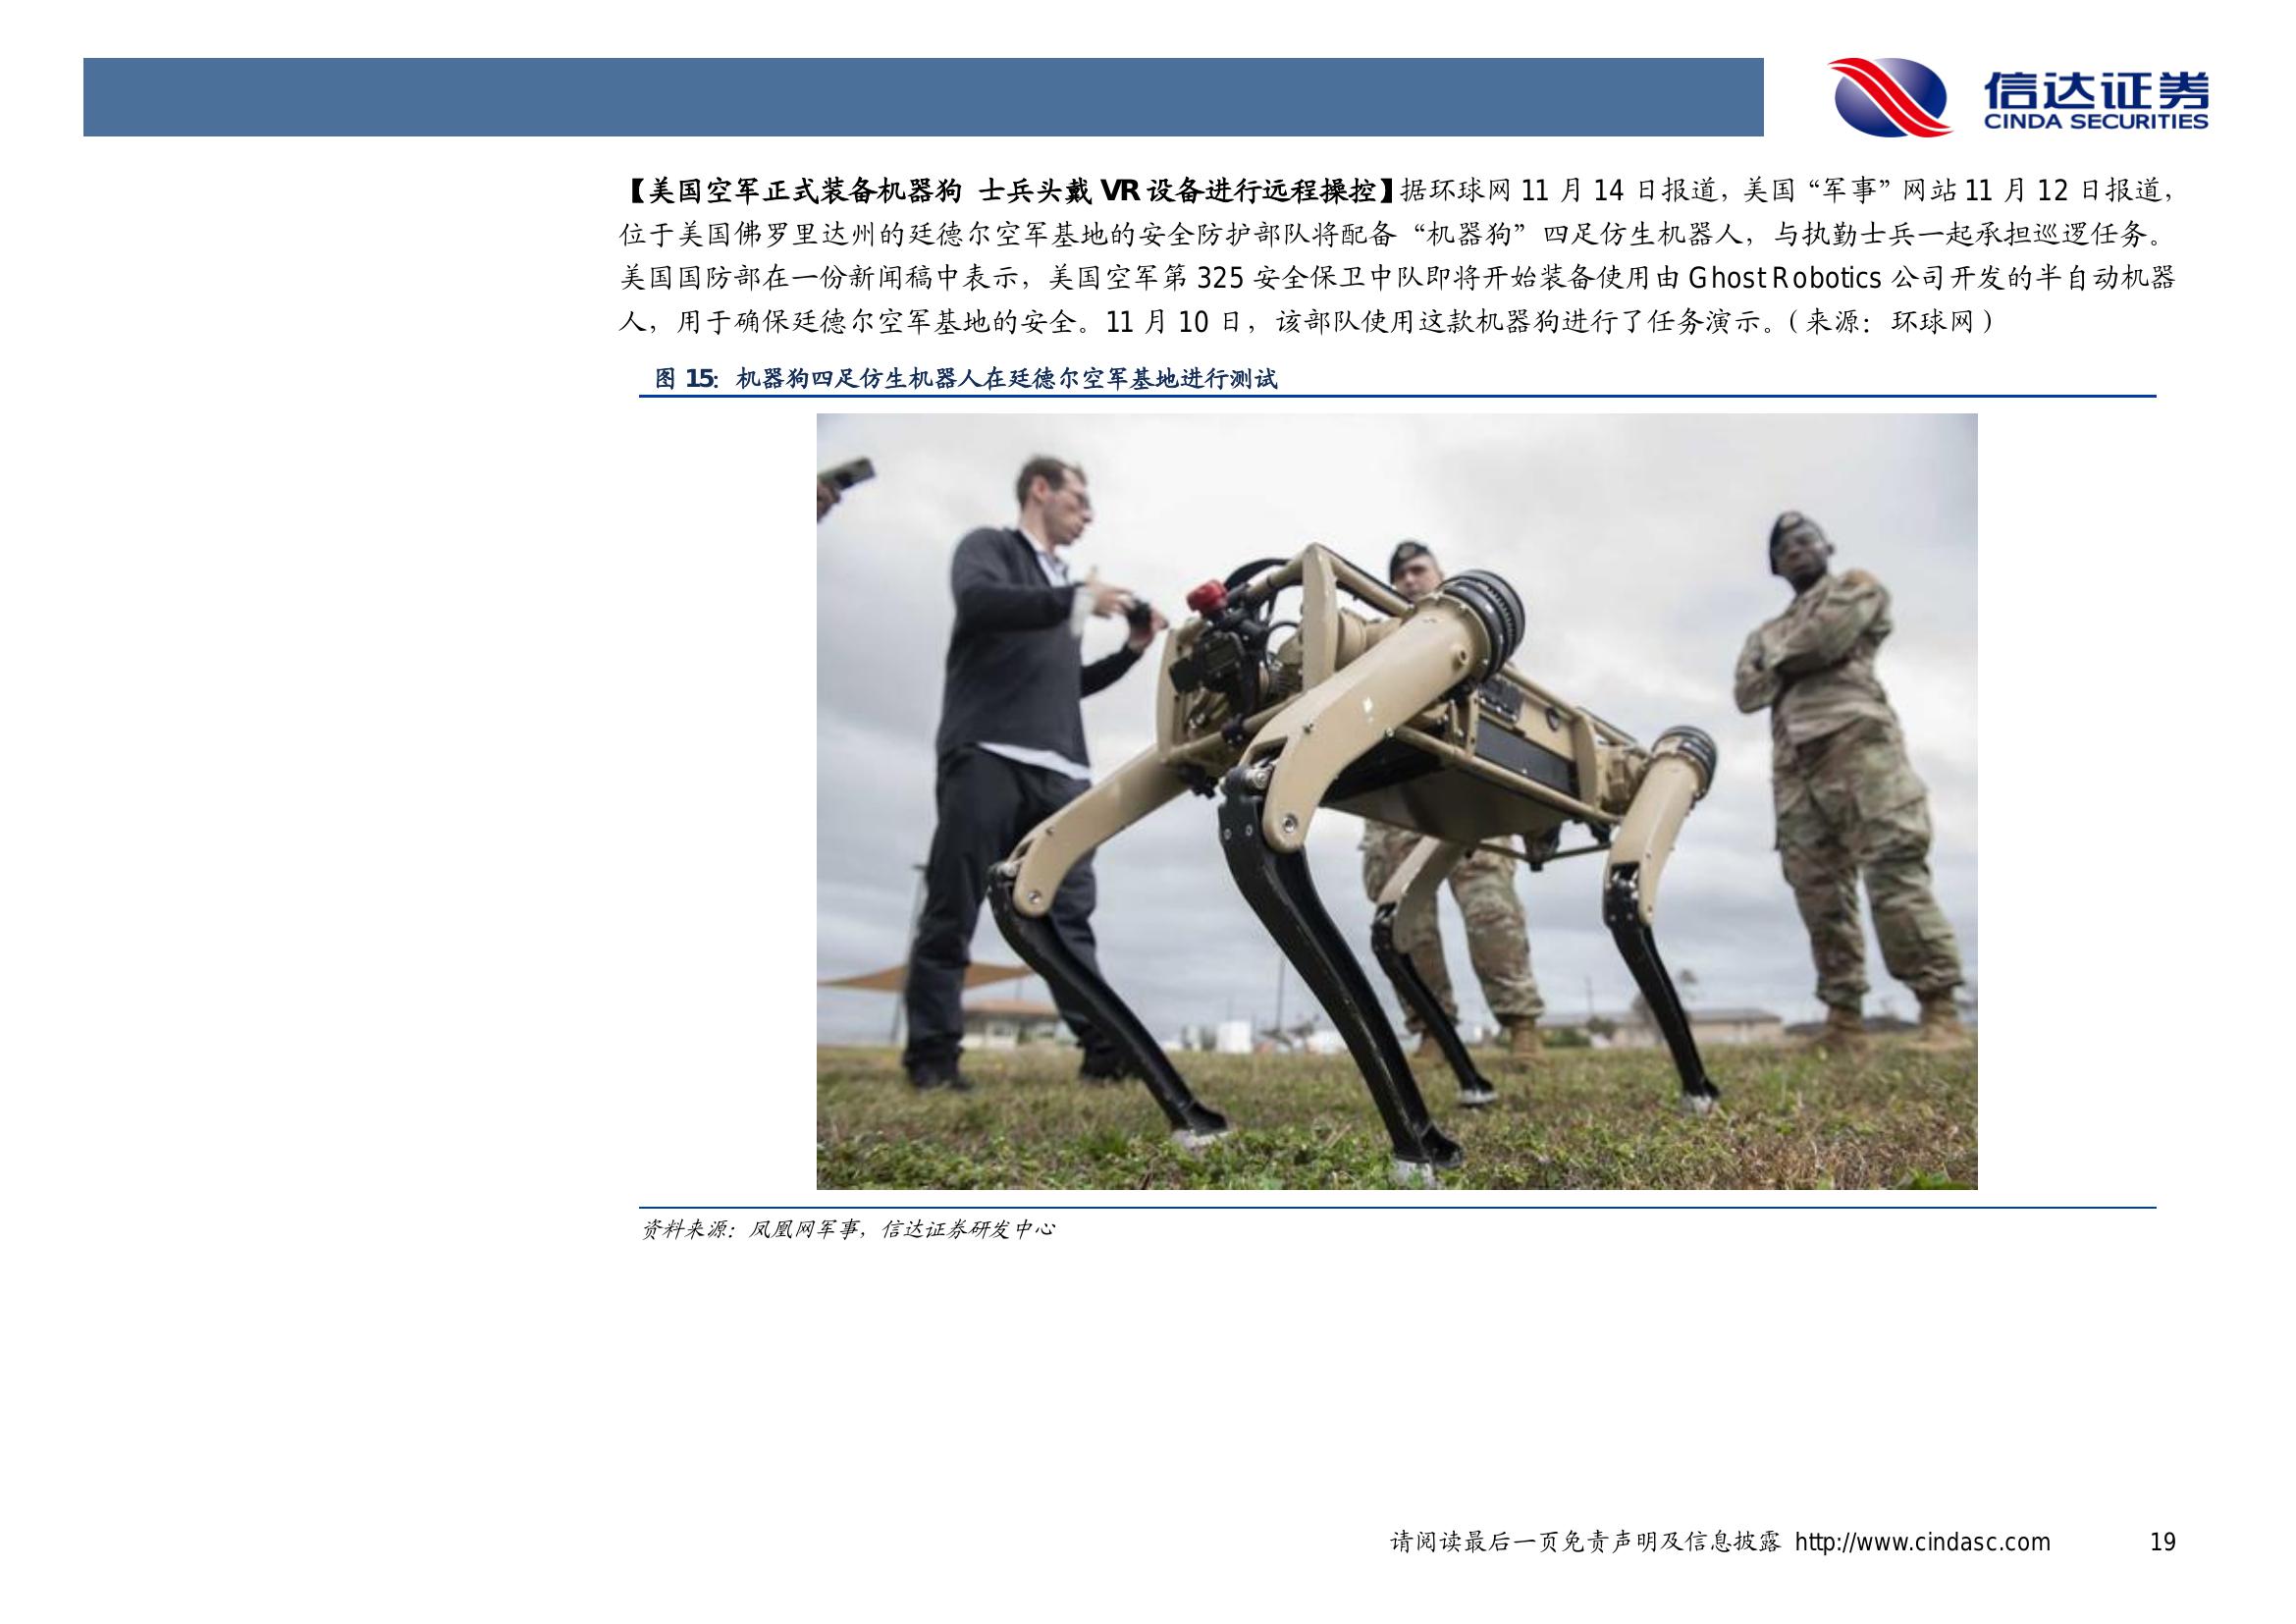 信达证券
CINDA SECURITIES
【美国空军正式装备机器狗 士兵头戴 VR 设备进行远程操控】据环球网 11 月 14 日报道，美国“军事”网站 11 月 12 日报道，
位于美国佛罗里达州的廷德尔空军基地的安全防护部队将配备“机器狗”四足仿生机器人，与执勤士兵一起承担巡逻任务。
美国国防部在一份新闻稿中表示，美国空军第 325 安全保卫中队即将开始装备使用由 Ghost Robotics 公司开发的半自动机器
人，用于确保廷德尔空军基地的安全。11 月 10 日，该部队使用这款机器狗进行了任务演示。（来源：环球网）
图 15：机器狗四足仿生机器人在廷德尔空军基地进行测试
资料来源：凤凰网军事，信达证券研发中心
请阅读最后一页免责声明及信息披露 http://www.cindasc.com 19